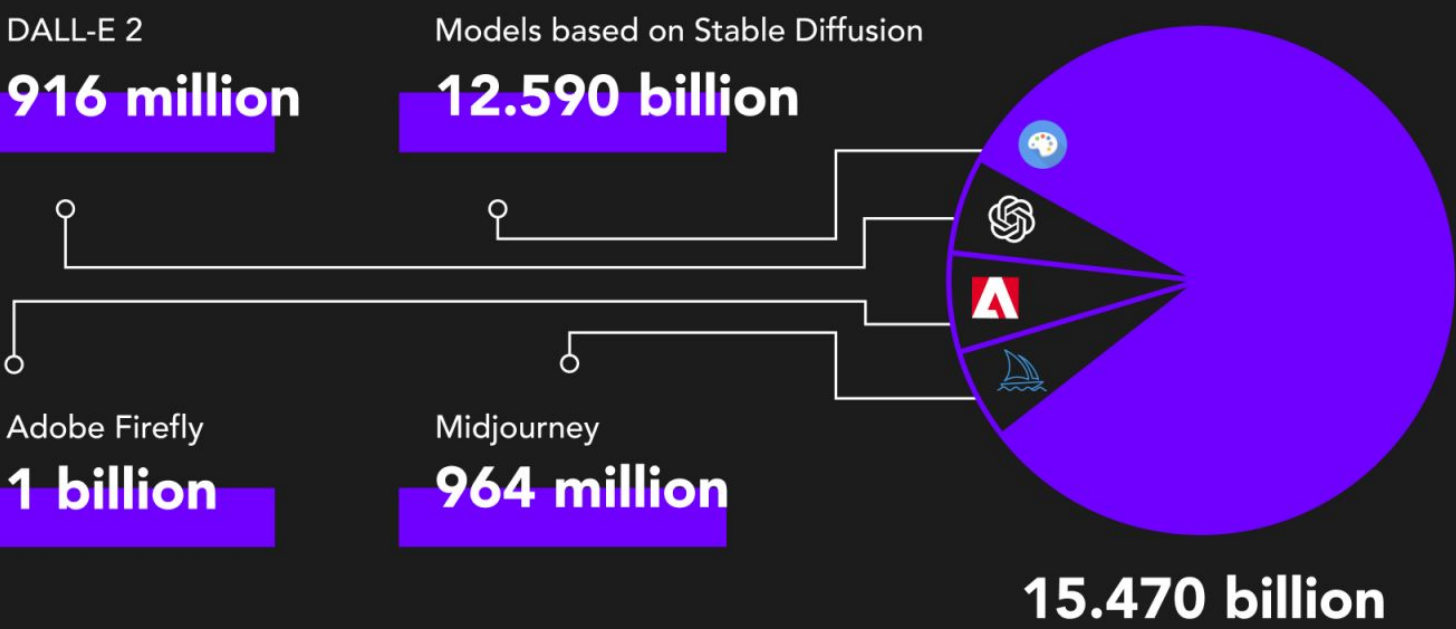 DALL-E 2
916 million
Models based on Stable Diffusion
12.590 billion
Adobe Firefly
1 billion
Midjourney
964 million
15.470 billion